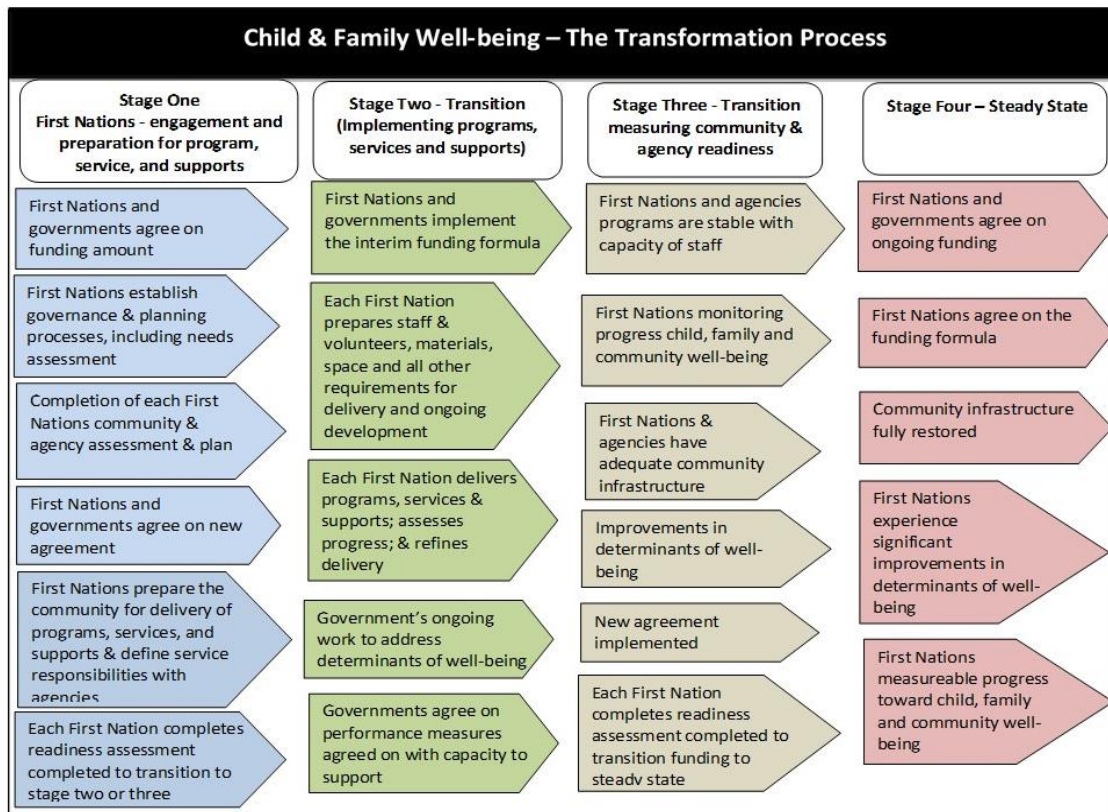 Child & Family Well-being – The Transformation Process
Stage One
First Nations - engagement and
preparation for program,
service, and supports
First Nations and
governments agree on
funding amount
First Nations establish
governance & planning
processes, including needs
assessment
Completion of each First
Nations community &
agency assessment & plan
First Nations and
governments agree on new
agreement
First Nations prepare the
community for delivery of
programs, services, and
supports & define service
responsibilities with
agencies
Each First Nation completes
readiness assessment
completed to transition to
stage two or three
Stage Two - Transition
(Implementing programs,
services and supports)
First Nations and
governments implement
the interim funding formula
Each First Nation
prepares staff &
volunteers, materials,
space and all other
requirements for
delivery and ongoing
development
Each First Nation delivers
programs, services &
supports; assesses
progress; & refines
delivery
Government’s ongoing
work to address
determinants of well-being
Governments agree on
performance measures
agreed on with capacity to
support
Stage Three - Transition
measuring community &
agency readiness
First Nations and agencies
programs are stable with
capacity of staff
First Nations monitoring
progress child, family and
community well-being
First Nations &
agencies have
adequate community
infrastructure
Improvements in
determinants of well-
being
New agreement
implemented
Each First Nation
completes readiness
assessment completed to
transition funding to
steady state
Stage Four – Steady State
First Nations and
governments agree on
ongoing funding
First Nations agree on the
funding formula
Community infrastructure
fully restored
First Nations
experience
significant
improvements in
determinants of well-
being
First Nations
measureable progress
toward child, family
and community well-
being